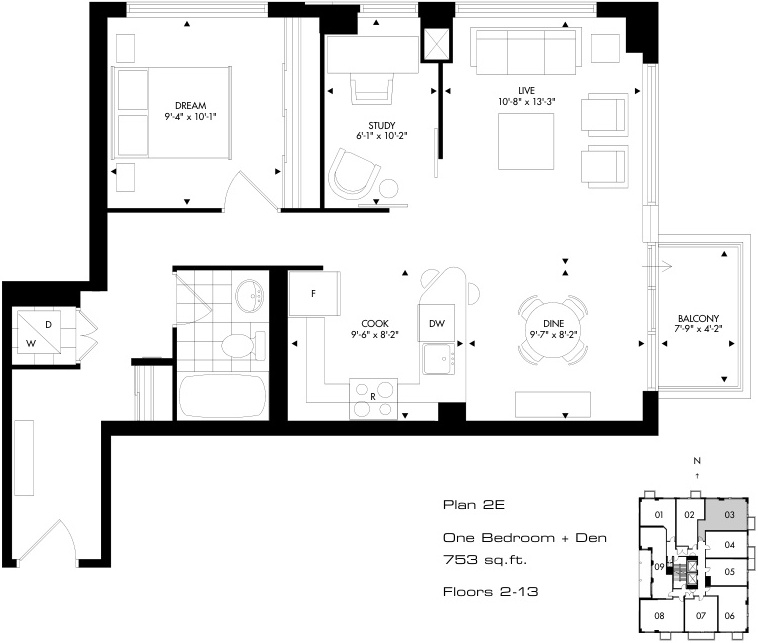 DREAM
9'-4" x 10'-1"
STUDY
6'-1" x 10'-2"
LIVE
10'-8" x 13'-3"
F
D
W
COOK
9'-6" x 8'-2"
DW
R
DINE
9'-7" x 8'-2"
BALCONY
7'-9" x 4'-2"
Plan 2E
One Bedroom + Den
753 sq.ft.
Floors 2-13
N
01
02
03
04
05
09
08
07
06